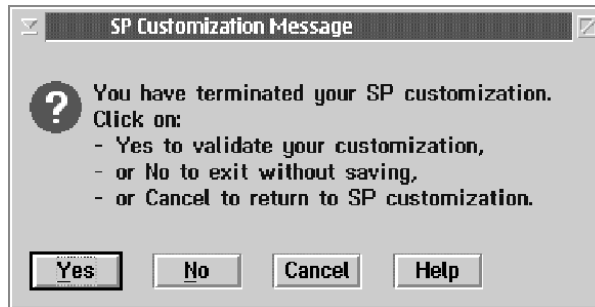 SP Customization Message
You have terminated your SP customization.
Click on:
- Yes to validate your customization,
- or No to exit without saving,
- or Cancel to return to SP customization.
Yes No Cancel Help